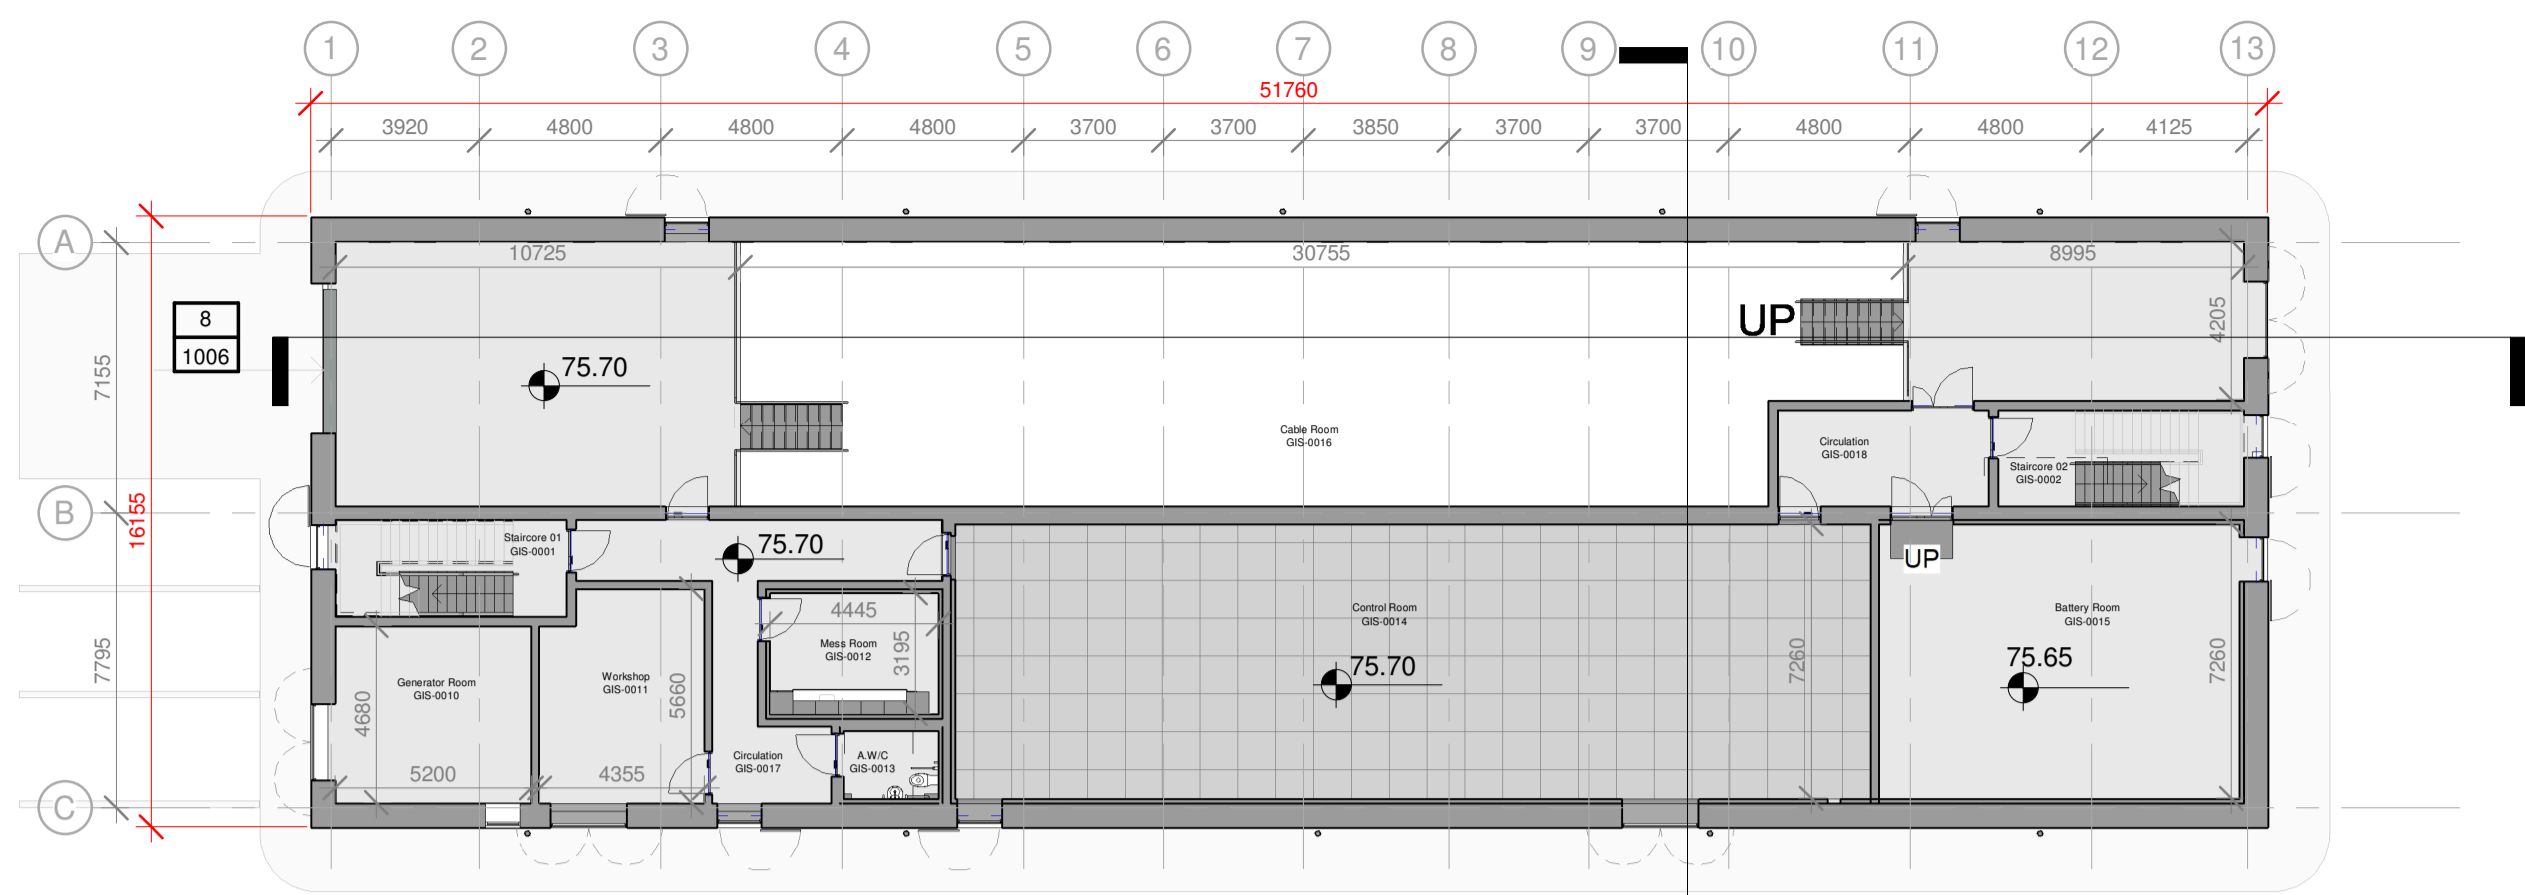 1 2 3 4 5 6 7 8 9 10 11 12 13
51760
3920 4800 4800 4800 3700 3700 3850 3700 3700 4800 4800 4125
A
10725 30755 8995
8
1006
7155
4205
UP
75.70
Cable Room
GIS-0016
Circulation
GIS-0018
Staircore 02
GIS-0002
B
16155
Staircore 01
GIS-0001
75.70
UP
4445
Mess Room
GIS-0012
3195
Control Room
GIS-0014
75.70
7260
Battery Room
GIS-0015
75.65
7260
7795
Generator Room
GIS-0010
4680
5200
Workshop
GIS-0011
5660
4355
Circulation
GIS-0017
A.W/C
GIS-0013
C